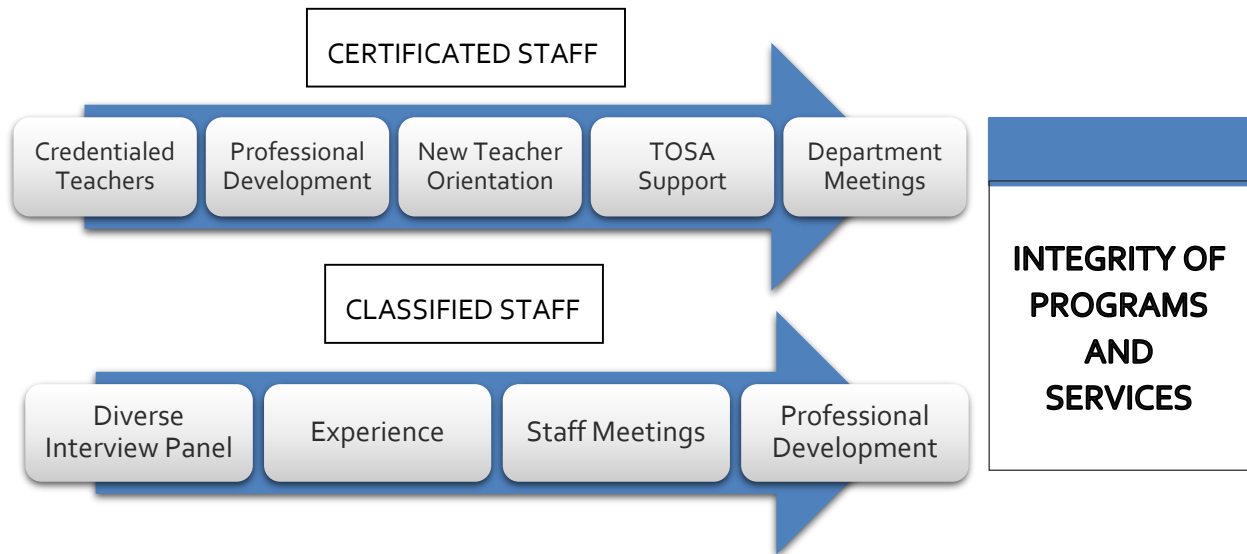 CERTIFICATED STAFF
Credentialed
Teachers
Professional
Development
New Teacher
Orientation
TOSA
Support
Department
Meetings
CLASSIFIED STAFF
Diverse
Interview Panel
Experience
Staff Meetings
Professional
Development
INTEGRITY OF
PROGRAMS
AND
SERVICES